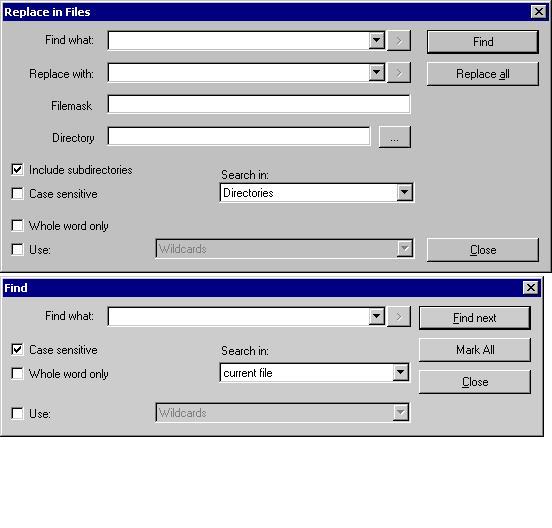 Replace in Files
Find what: > Find
Replace with: > Replace all
Filemask
Directory ...
Include subdirectories
Search in:
Case sensitive Directories
Whole word only
Use: Wildcards Close
Find
Find what: > Find next
Case sensitive Search in: Mark All
Whole word only current file Close
Use: Wildcards